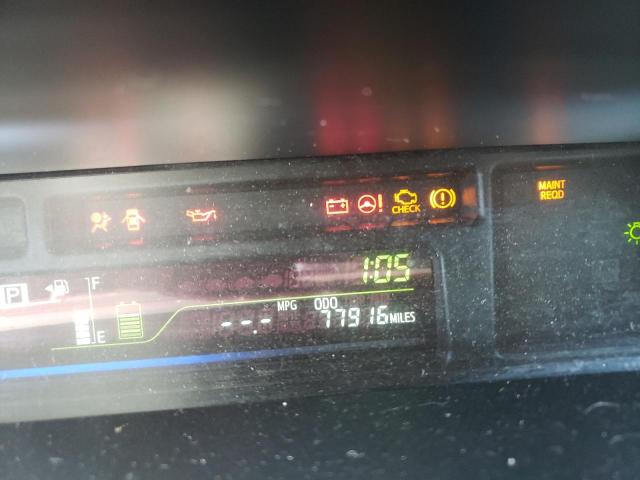 CHECK
MAINT
REQD
1:05
P
F
E
--.- MPG
ODO
77916 MILES